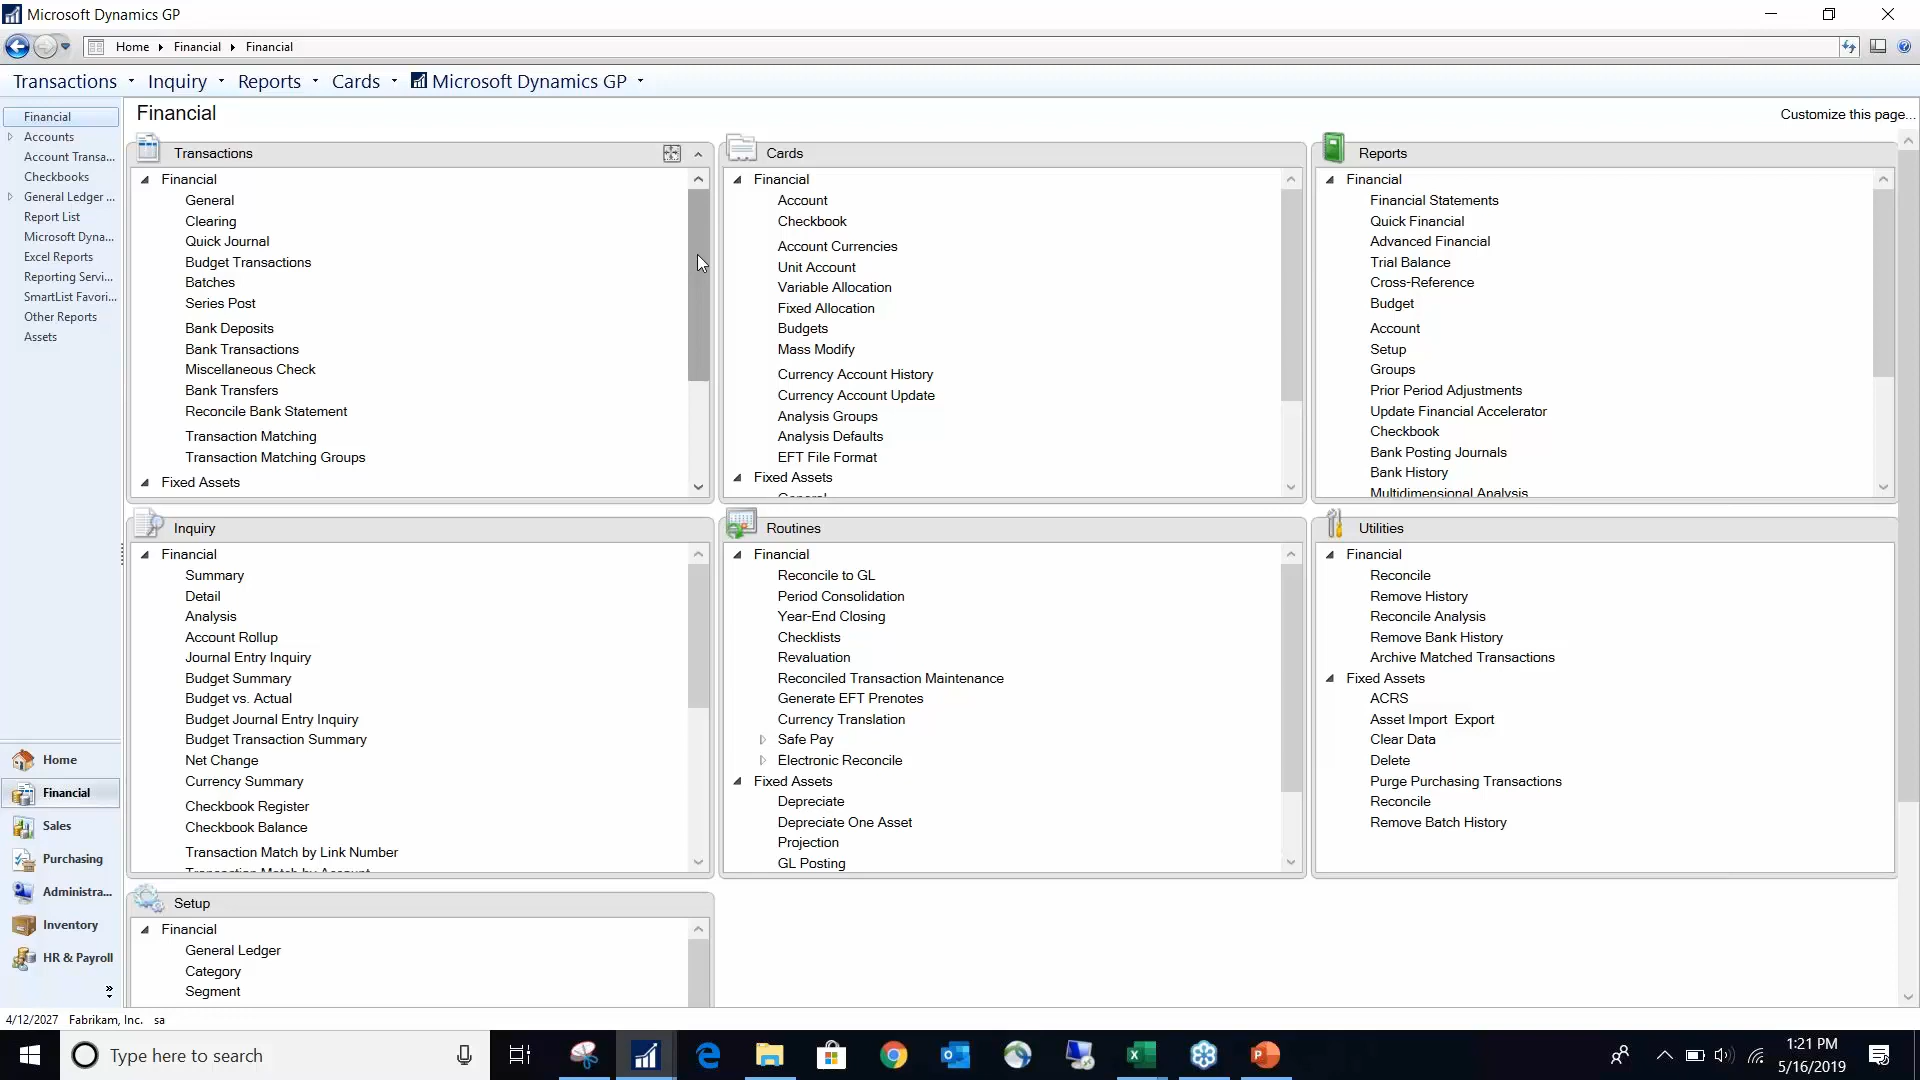 Microsoft Dynamics GP
Home Financial Financial
Transactions Inquiry Reports Cards Microsoft Dynamics GP
Financial
Accounts
Account Transa...
Checkbooks
General Ledger ...
Report List
Microsoft Dyna...
Excel Reports
Reporting Servi...
SmartList Favori...
Other Reports
Assets
Home
Financial
Sales
Purchasing
Administra...
Inventory
HR & Payroll
Financial
Customize this page...
Transactions
Financial
General
Clearing
Quick Journal
Budget Transactions
Batches
Series Post
Bank Deposits
Bank Transactions
Miscellaneous Check
Bank Transfers
Reconcile Bank Statement
Transaction Matching
Transaction Matching Groups
Fixed Assets
Cards
Financial
Account
Checkbook
Account Currencies
Unit Account
Variable Allocation
Fixed Allocation
Budgets
Mass Modify
Currency Account History
Currency Account Update
Analysis Groups
Analysis Defaults
EFT File Format
Fixed Assets
General
Reports
Financial
Financial Statements
Quick Financial
Advanced Financial
Trial Balance
Cross-Reference
Budget
Account
Setup
Groups
Prior Period Adjustments
Update Financial Accelerator
Checkbook
Bank Posting Journals
Bank History
Multidimensional Analysis
Inquiry
Financial
Summary
Detail
Analysis
Account Rollup
Journal Entry Inquiry
Budget Summary
Budget vs. Actual
Budget Journal Entry Inquiry
Budget Transaction Summary
Net Change
Currency Summary
Checkbook Register
Checkbook Balance
Transaction Match by Link Number
Transaction Match by Account
Routines
Financial
Reconcile to GL
Period Consolidation
Year-End Closing
Checklists
Revaluation
Reconciled Transaction Maintenance
Generate EFT Prenotes
Currency Translation
Safe Pay
Electronic Reconcile
Fixed Assets
Depreciate
Depreciate One Asset
Projection
GL Posting
Utilities
Financial
Reconcile
Remove History
Reconcile Analysis
Remove Bank History
Archive Matched Transactions
Fixed Assets
ACRS
Asset Import Export
Clear Data
Delete
Purge Purchasing Transactions
Reconcile
Remove Batch History
Setup
Financial
General Ledger
Category
Segment
4/12/2027 Fabrikam, Inc. sa
Type here to search
1:21 PM
5/16/2019